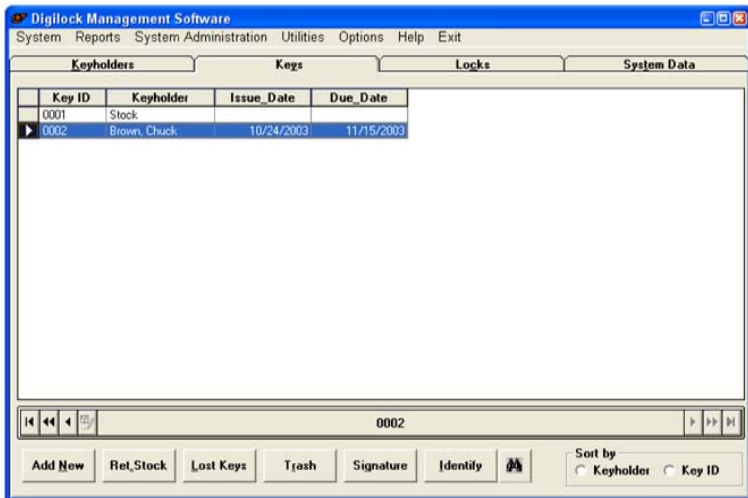 Digilock Management Software
System Reports System Administration Utilities Options Help Exit
Keyholders Keys Locks System Data
Key ID Keyholder Issue_Date Due_Date
0001 Stock
0002 Brown, Chuck 10/24/2003 11/15/2003
0002
Sort by
Add New Ret.Stock Lost Keys Trash Signature Identify Keyholder Key ID